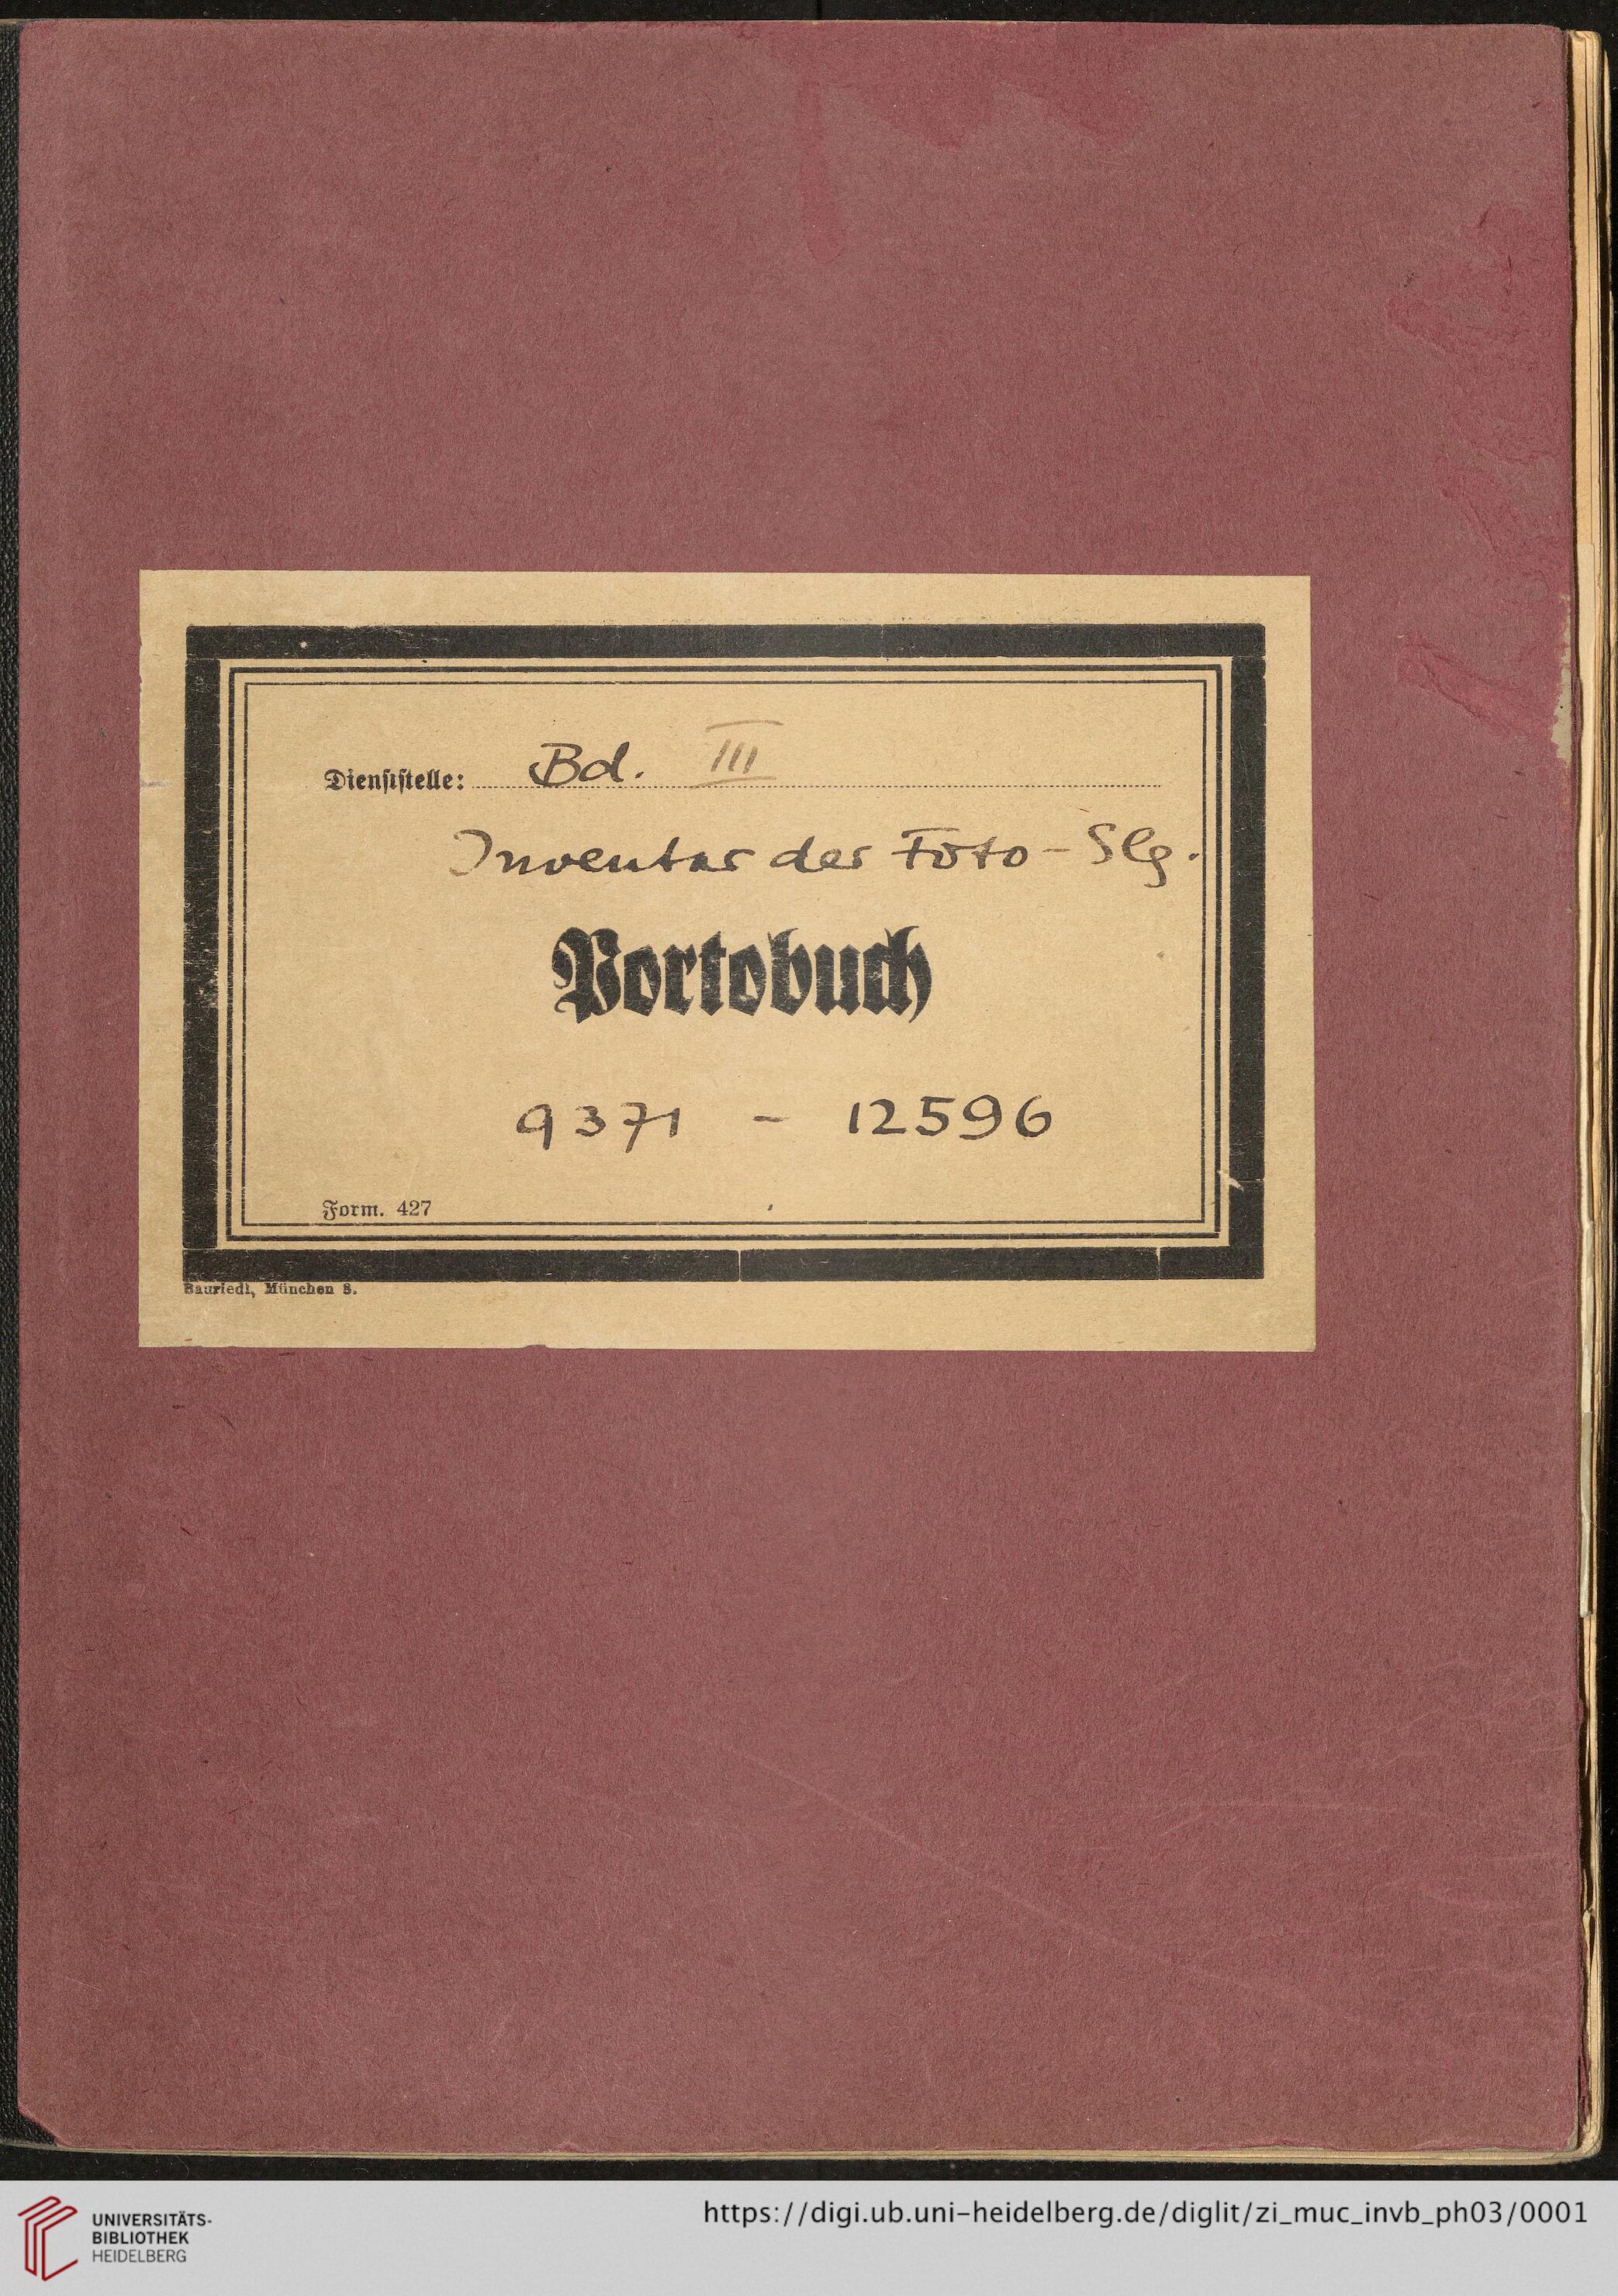 Dienststelle: Bd. III
Inventar der Foto-Slg.
Portobuch
9371 - 12596
Form. 427
Bauriedl, München 8.
UNIVERSITÄTS-
BIBLIOTHEK
HEIDELBERG
https://digi.ub.uni-heidelberg.de/diglit/zi_muc_invb_ph03/0001